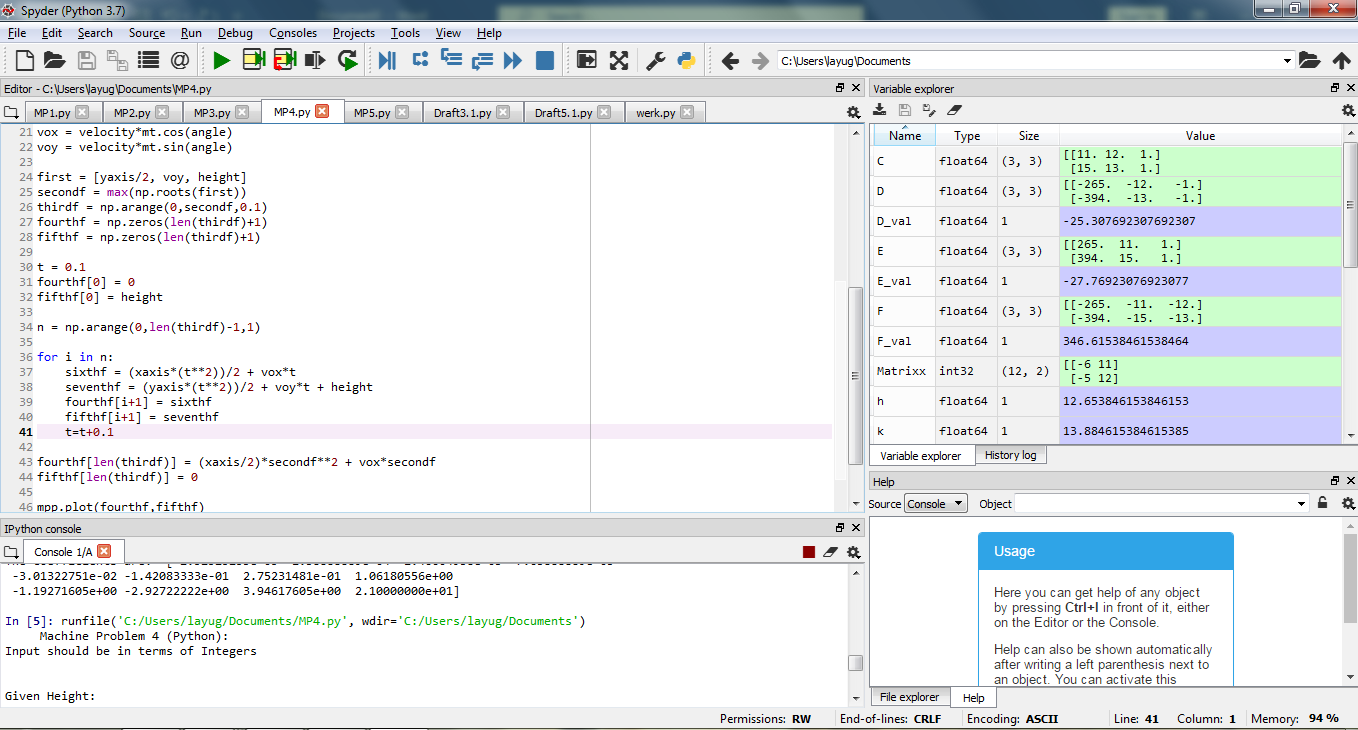 Spyder (Python 3.7)
File Edit Search Source Run Debug Consoles Projects Tools View Help
C:\Users\layug\Documents
Editor - C:\Users\layug\Documents\MP4.py
MP1.py MP2.py MP3.py MP4.py MP5.py Draft3.1.py Draft5.1.py werk.py
21 vox = velocity*mt.cos(angle)
22 voy = velocity*mt.sin(angle)
23
24 first = [yaxis/2, voy, height]
25 secondf = max(np.roots(first))
26 thirdf = np.arange(0,secondf,0.1)
27 fourthf = np.zeros(len(thirdf)+1)
28 fifthf = np.zeros(len(thirdf)+1)
29
30 t = 0.1
31 fourthf[0] = 0
32 fifthf[0] = height
33
34 n = np.arange(0,len(thirdf)-1,1)
35
36 for i in n:
37     sixthf = (xaxis*(t**2))/2 + vox*t
38     seventhf = (yaxis*(t**2))/2 + voy*t + height
39     fourthf[i+1] = sixthf
40     fifthf[i+1] = seventhf
41     t=t+0.1
42
43 fourthf[len(thirdf)] = (xaxis/2)*secondf**2 + vox*secondf
44 fifthf[len(thirdf)] = 0
45
46 mpp.plot(fourthf,fifthf)
IPython console
Console 1/A
-3.01322751e-02 -1.42083333e-01 2.75231481e-01 1.06180556e+00
-1.19271605e+00 -2.92722222e+00 3.94617605e+00 2.10000000e+01]
In [5]: runfile('C:/Users/layug/Documents/MP4.py', wdir='C:/Users/layug/Documents')
Machine Problem 4 (Python):
Input should be in terms of Integers
Given Height:
Variable explorer
Name Type Size Value
C float64 (3, 3) [[11. 12. 1.]
[15. 13. 1.]
D float64 (3, 3) [[-265. -12. -1.]
[-394. -13. -1.]
D_val float64 1 -25.307692307692307
E float64 (3, 3) [[265. 11. 1.]
[394. 15. 1.]
E_val float64 1 -27.76923076923077
F float64 (3, 3) [[-265. -11. -12.]
[-394. -15. -13.]
F_val float64 1 346.61538461538464
Matrixx int32 (12, 2) [[-6 11]
[-5 12]
h float64 1 12.653846153846153
k float64 1 13.884615384615385
Variable explorer History log
Help
Source Console Object
Usage
Here you can get help of any object
by pressing Ctrl+I in front of it, either
on the Editor or the Console.
Help can also be shown automatically
after writing a left parenthesis next to
an object. You can activate this
File explorer Help
Permissions: RW End-of-lines: CRLF Encoding: ASCII Line: 41 Column: 1 Memory: 94 %